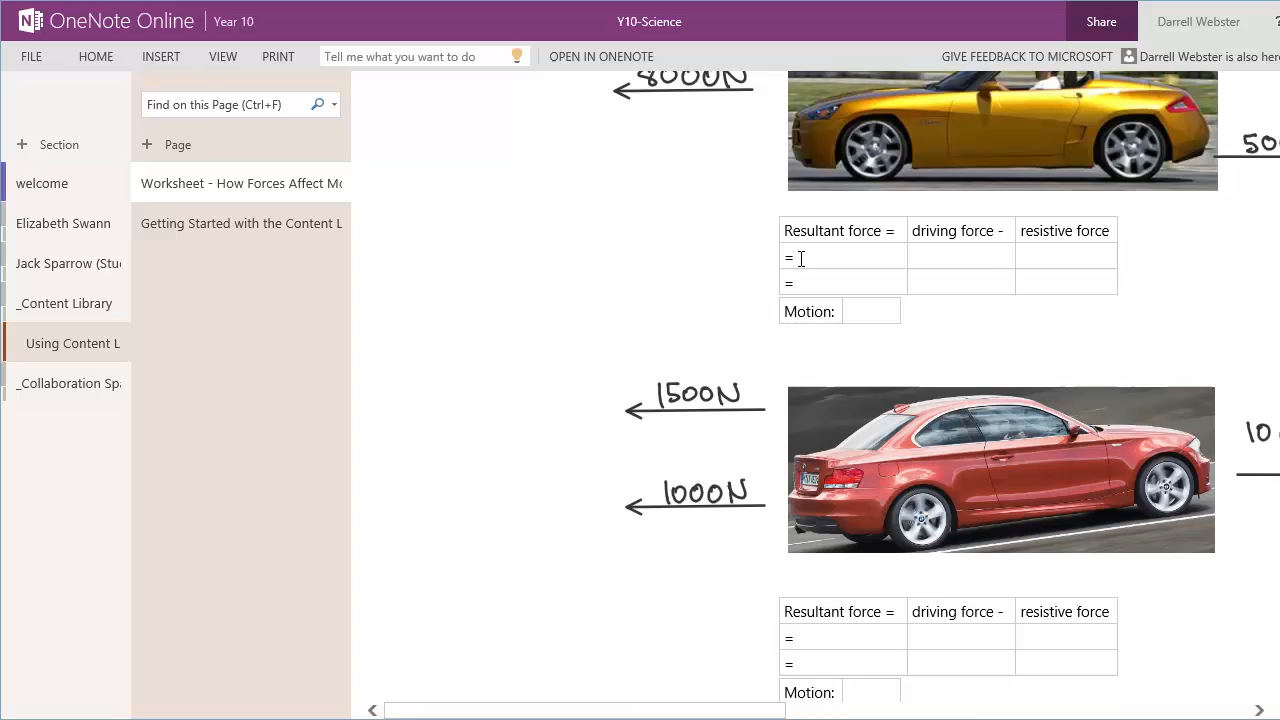 OneNote Online Year 10 Y10-Science Share Darrell Webster ?
FILE HOME INSERT VIEW PRINT Tell me what you want to do OPEN IN ONENOTE GIVE FEEDBACK TO MICROSOFT Darrell Webster is also here
Find on this Page (Ctrl+F)
+ Section
+ Page
welcome
Elizabeth Swann
Jack Sparrow (Stu
_Content Library
Using Content L
_Collaboration Spa
Worksheet - How Forces Affect Mo
Getting Started with the Content L
8000N
50
Resultant force = driving force - resistive force
=
=
Motion:
1500N
1000N
10
Resultant force = driving force - resistive force
=
=
Motion: